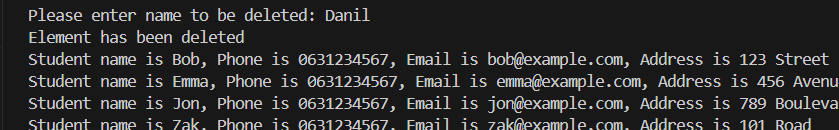 Please enter name to be deleted: Danil
Element has been deleted
Student name is Bob, Phone is 0631234567, Email is bob@example.com, Address is 123 Street
Student name is Emma, Phone is 0631234567, Email is emma@example.com, Address is 456 Avenu
Student name is Jon, Phone is 0631234567, Email is jon@example.com, Address is 789 Bouleva
Student name is Zak, Phone is 0631234567, Email is zak@example.com, Address is 101 Road